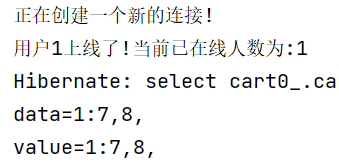 正在创建一个新的连接!
用户1上线了!当前已在线人数为:1
Hibernate: select cart0_.ca
data=1:7,8,
value=1:7,8,